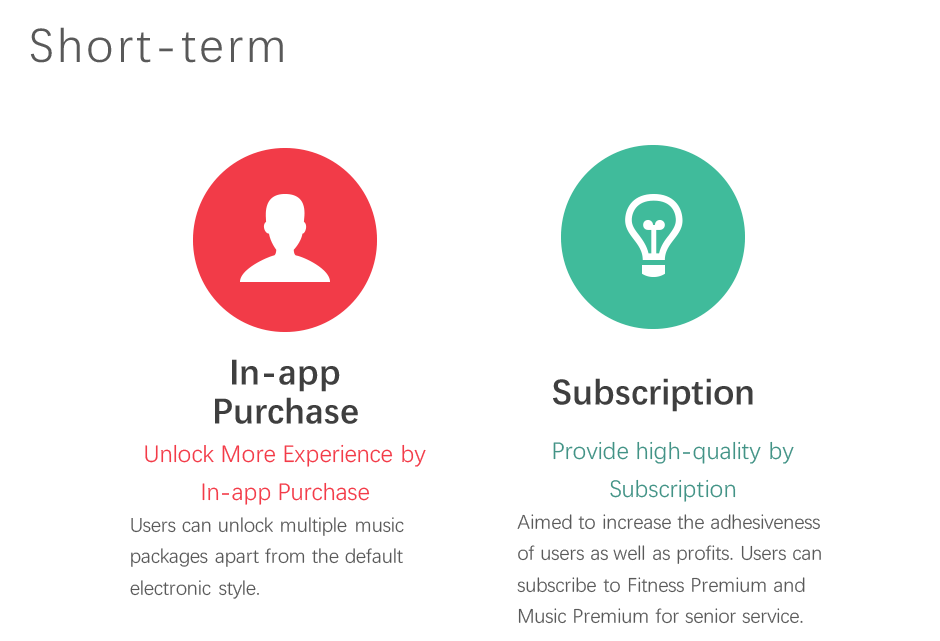 Short-term
In-app
Purchase
Unlock More Experience by
In-app Purchase
Users can unlock multiple music
packages apart from the default
electronic style.
Subscription
Provide high-quality by
Subscription
Aimed to increase the adhesiveness
of users as well as profits. Users can
subscribe to Fitness Premium and
Music Premium for senior service.